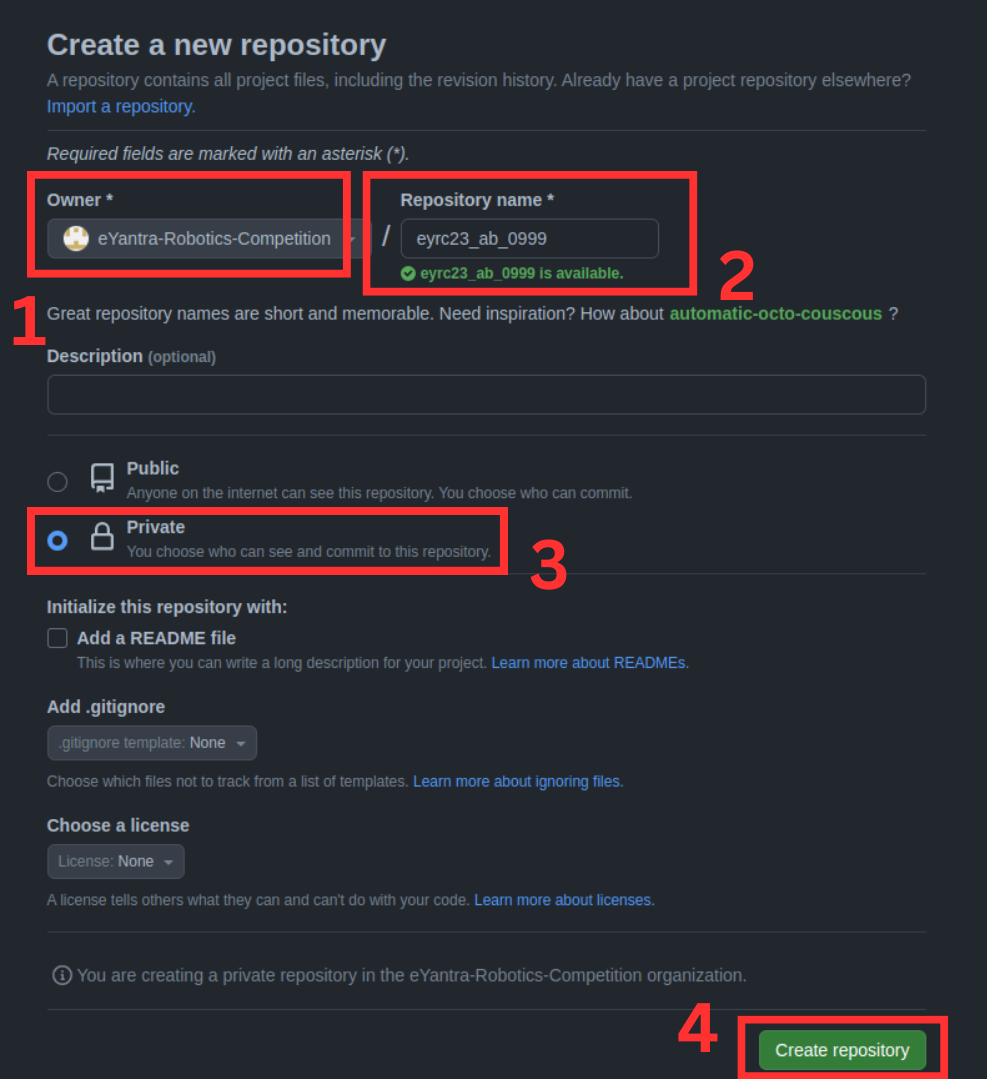 Create a new repository
A repository contains all project files, including the revision history. Already have a project repository elsewhere?
Import a repository.
Required fields are marked with an asterisk (*).
Owner * Repository name *
eYantra-Robotics-Competition / eyrc23_ab_0999
eyrc23_ab_0999 is available.
2
1
Great repository names are short and memorable. Need inspiration? How about automatic-octo-couscous ?
Description (optional)
Public
Anyone on the internet can see this repository. You choose who can commit.
Private
You choose who can see and commit to this repository.
3
Initialize this repository with:
Add a README file
This is where you can write a long description for your project. Learn more about READMEs.
Add .gitignore
.gitignore template: None
Choose which files not to track from a list of templates. Learn more about ignoring files.
Choose a license
License: None
A license tells others what they can and can't do with your code. Learn more about licenses.
You are creating a private repository in the eYantra-Robotics-Competition organization.
4
Create repository